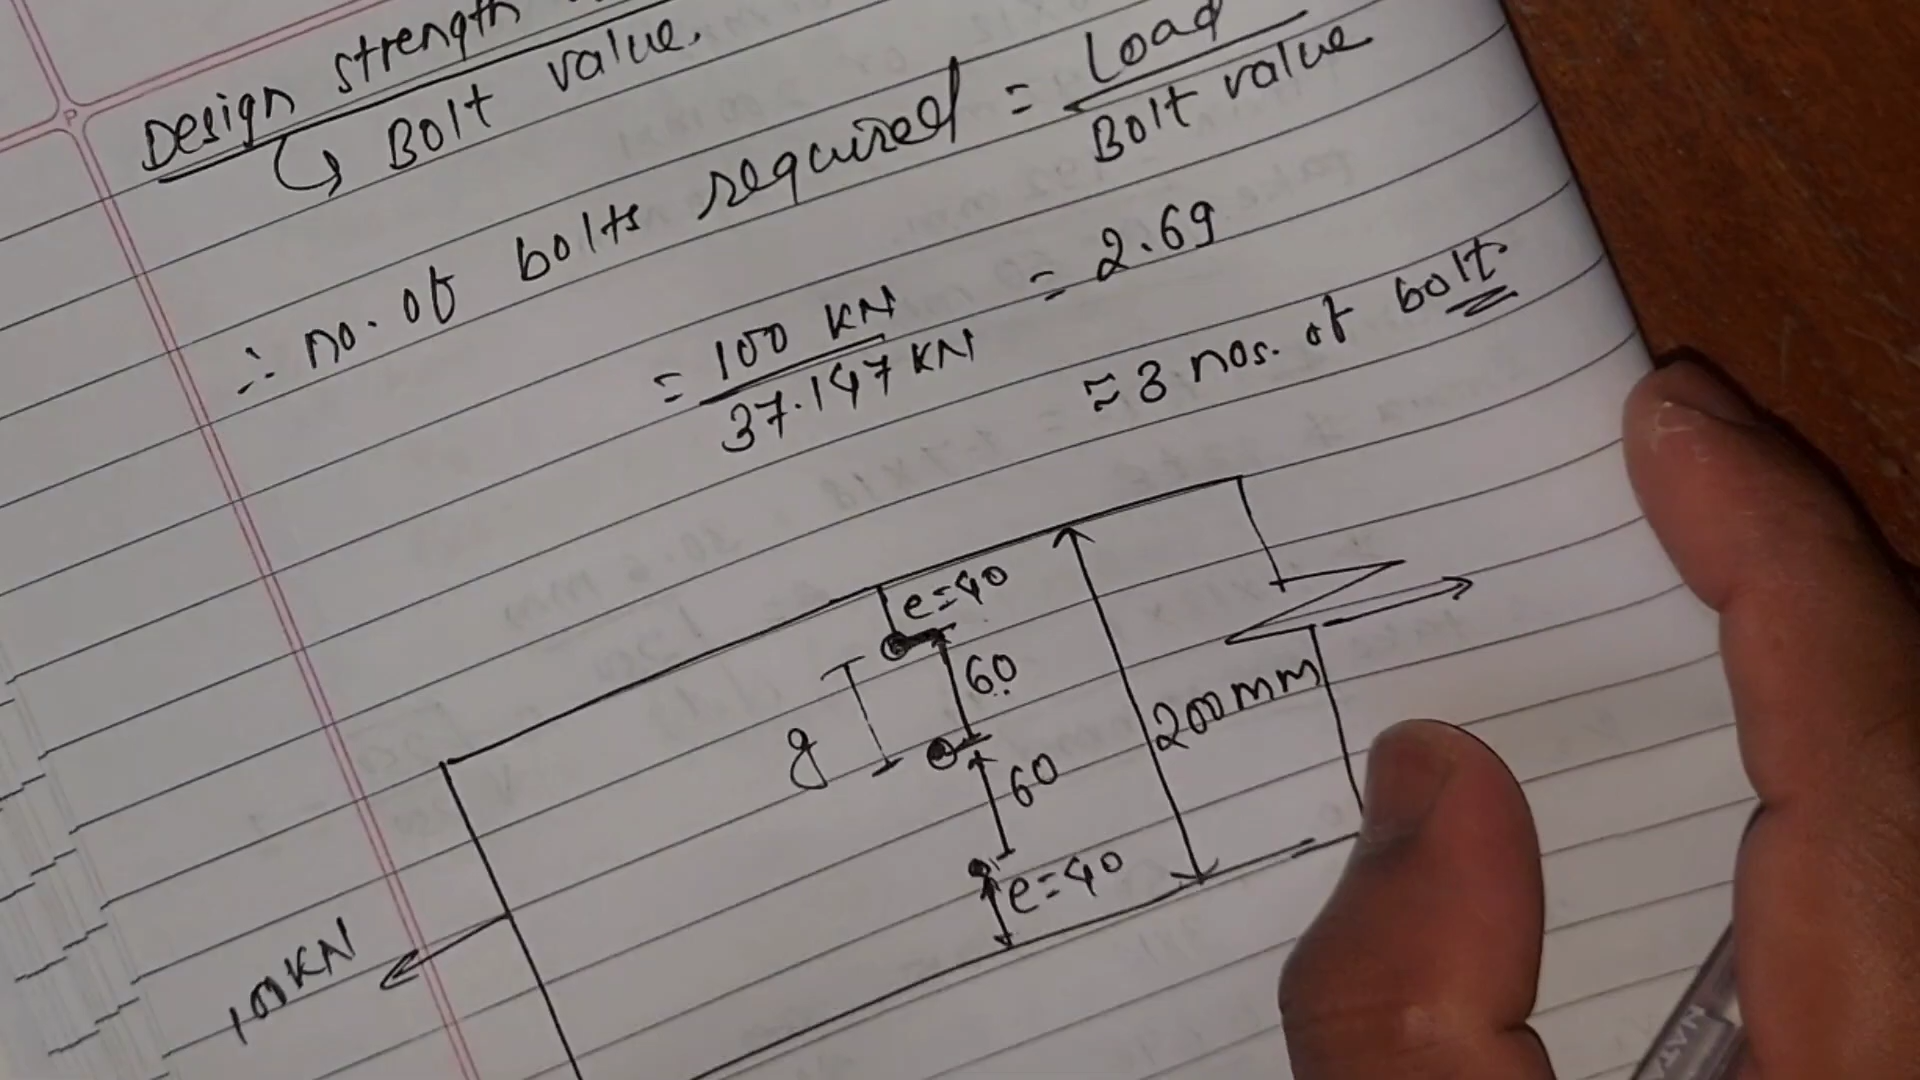 Design strength
↳ Bolt value.
∴ no. of bolts required = Load / Bolt value
= 100 KN / 37.147 KN = 2.69
≈ 3 nos. of bolt.
e=40
60
g
200mm
60
e=40
100KN